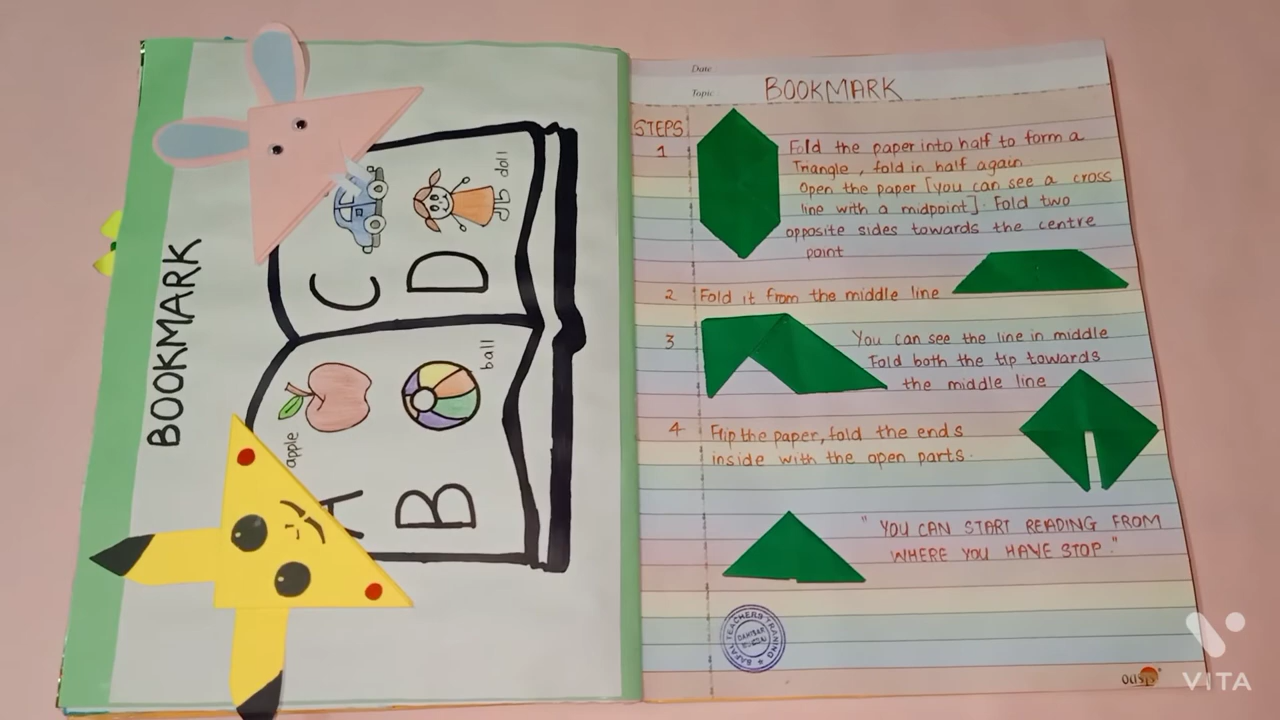 BOOKMARK
apple
A
B
ball
C
D
doll
Date
Topic
BOOKMARK
STEPS
1
Fold the paper into half to form a
Triangle, fold in half again
Open the paper [you can see a cross
line with a midpoint]. Fold two
opposite sides towards the centre
point
2 Fold it from the middle line
3 You can see the line in middle
Fold both the tip towards
the middle line
4 Flip the paper, fold the ends
inside with the open parts.
"YOU CAN START READING FROM
WHERE YOU HAVE STOP."
TEACHERS TRAINING
VITA